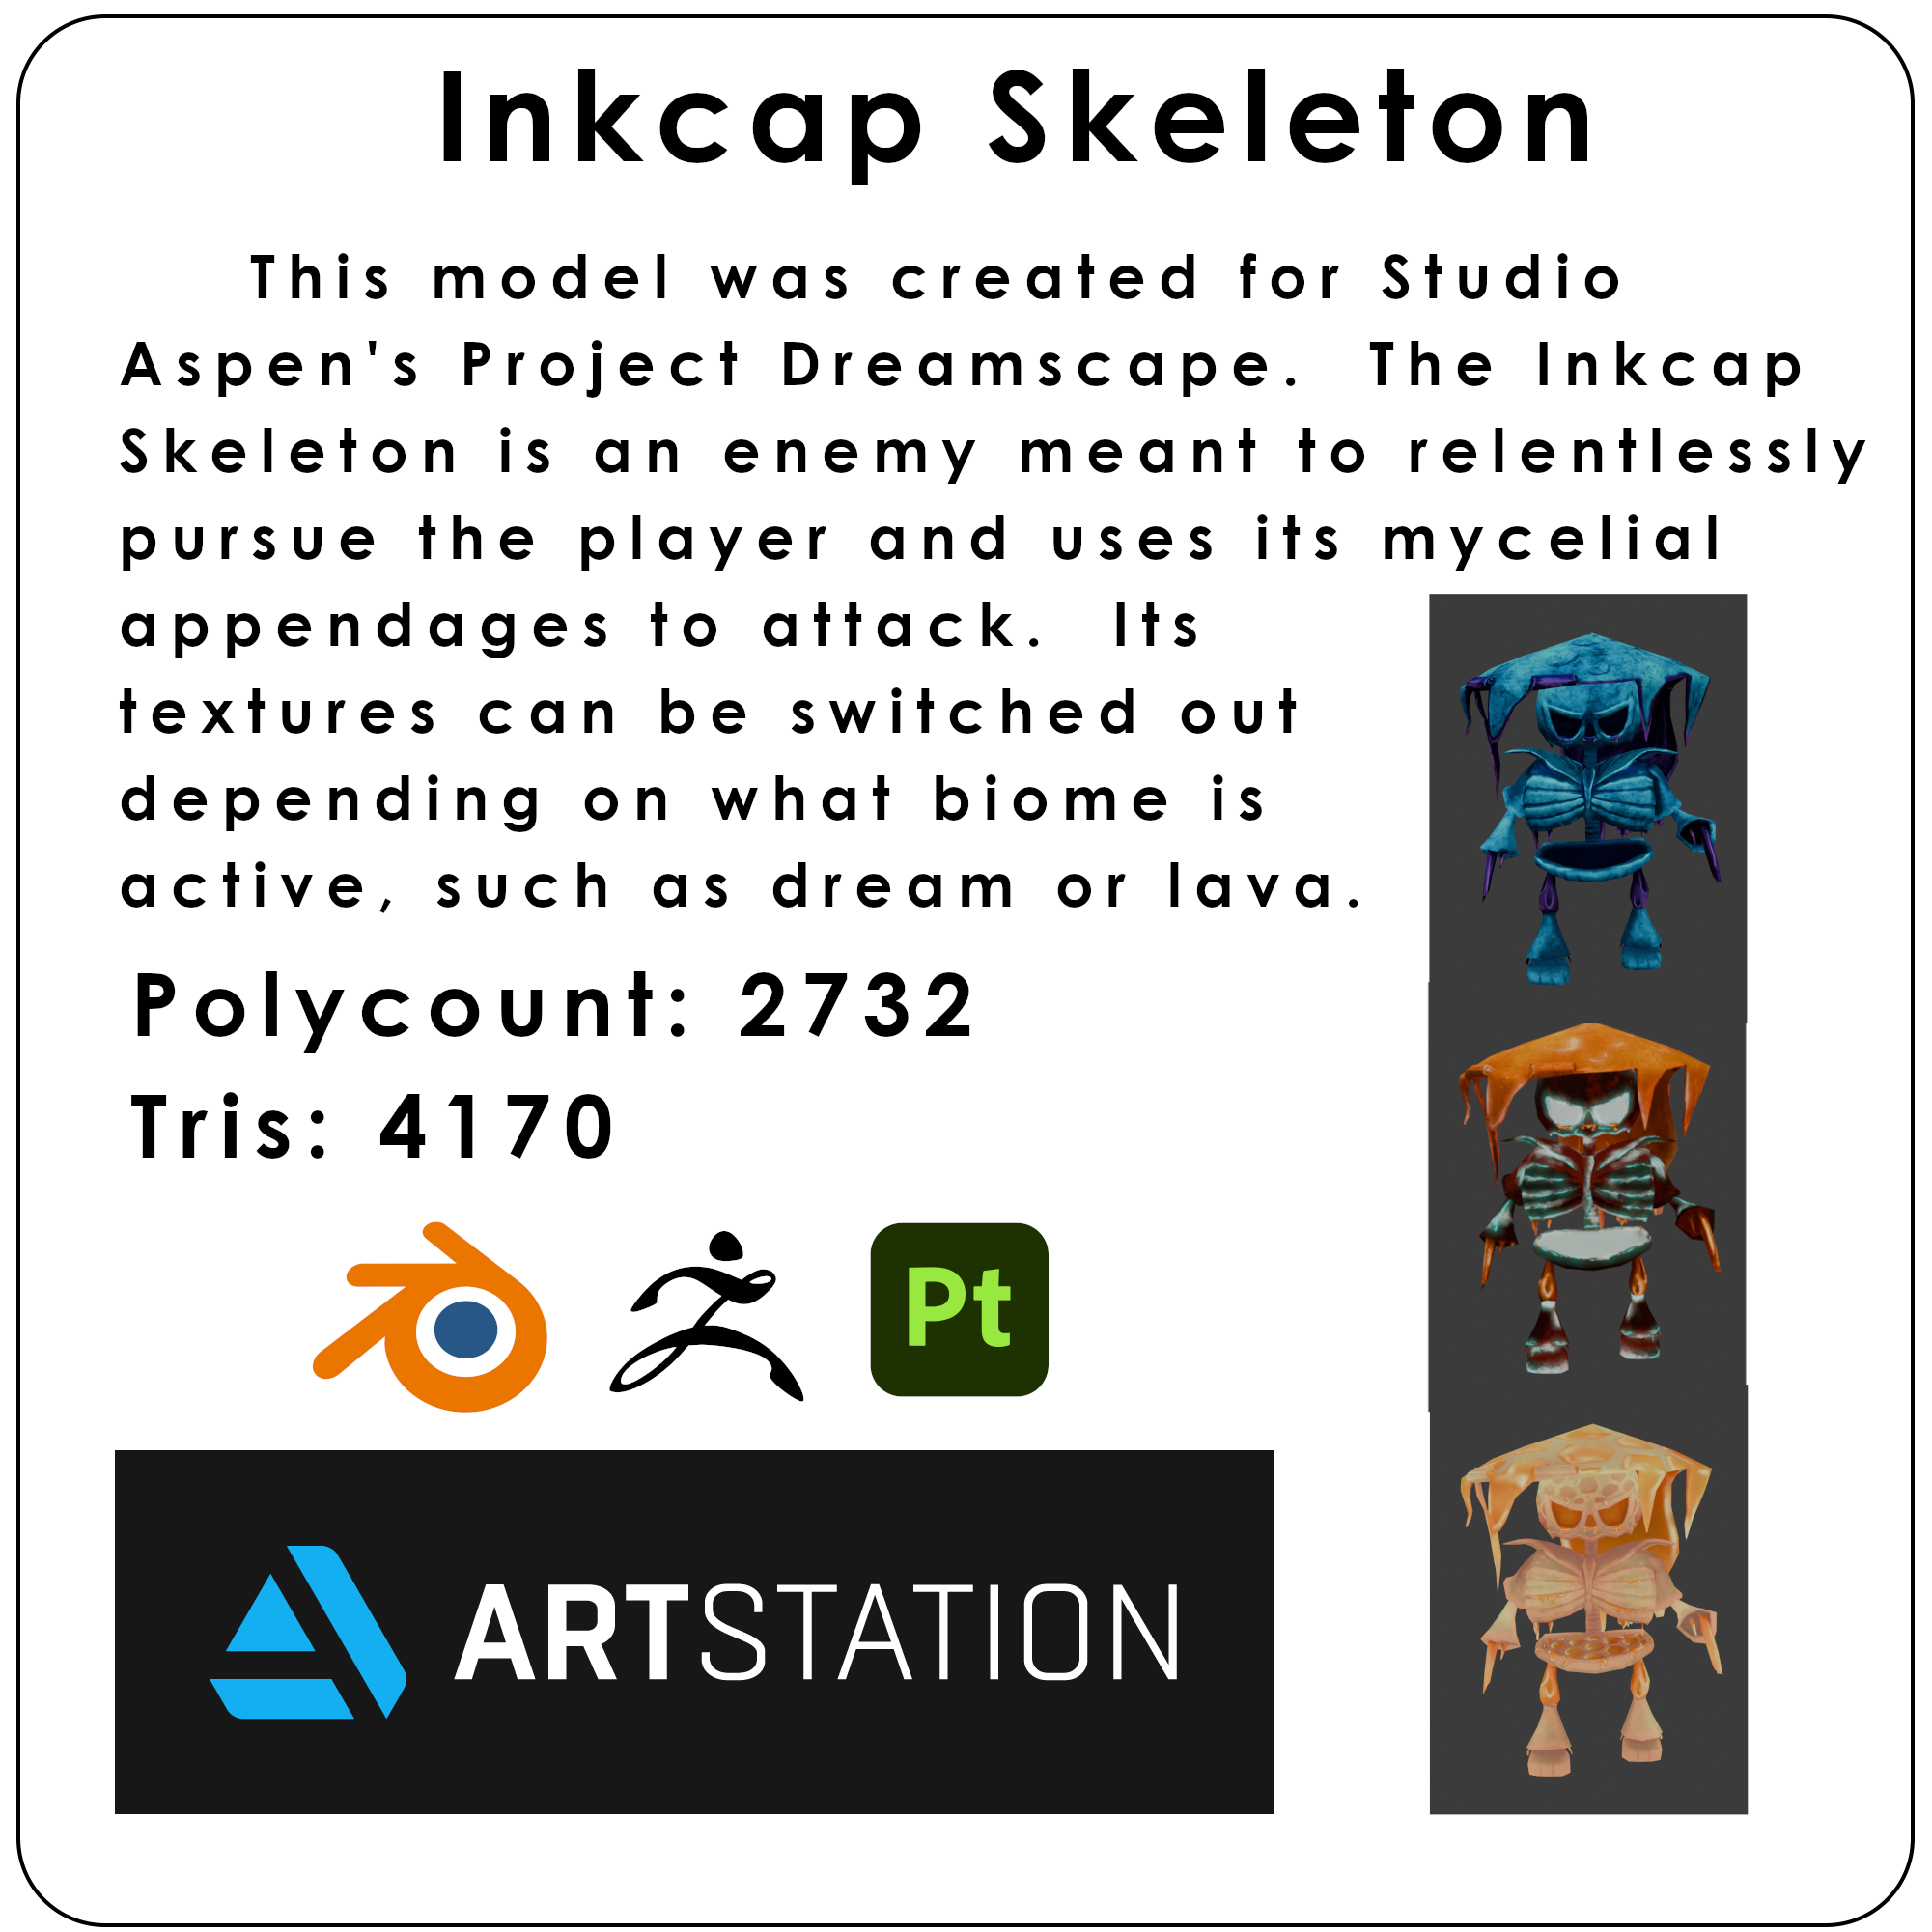 Inkcap Skeleton
This model was created for Studio
Aspen's Project Dreamscape. The Inkcap
Skeleton is an enemy meant to relentlessly
pursue the player and uses its mycelial
appendages to attack. Its
textures can be switched out
depending on what biome is
active, such as dream or lava.
Polycount: 2732
Tris: 4170
Pt
ARTSTATION